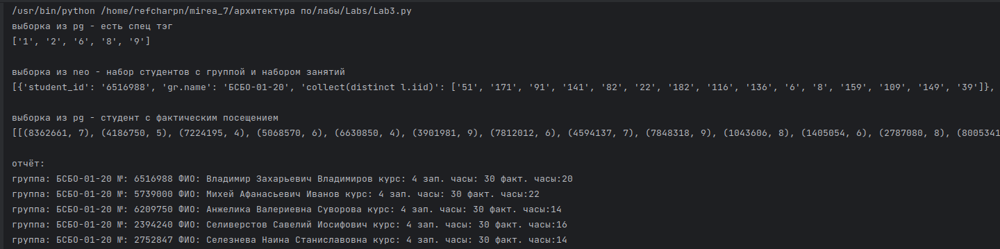 /usr/bin/python /home/refcharpn/mirea_7/архитектура по/лабы/Labs/Lab3.py
выборка из pg - есть спец тэг
['1', '2', '6', '8', '9']
выборка из neo - набор студентов с группой и набором занятий
[{'student_id': '6516988', 'gr.name': 'БСБО-01-20', 'collect(distinct l.iid)': ['51', '171', '91', '141', '82', '22', '182', '116', '136', '6', '8', '159', '109', '149', '39']},
выборка из pg - студент с фактическим посещением
[[(8362661, 7), (4186750, 5), (7224195, 4), (5068570, 6), (6630850, 4), (3901981, 9), (7812012, 6), (4594137, 7), (7848318, 9), (1043606, 8), (1405054, 6), (2787080, 8), (8005341
отчёт:
группа: БСБО-01-20 №: 6516988 ФИО: Владимир Захарьевич Владимиров курс: 4 зап. часы: 30 факт. часы:20
группа: БСБО-01-20 №: 5739000 ФИО: Михей Афанасьевич Иванов курс: 4 зап. часы: 30 факт. часы:22
группа: БСБО-01-20 №: 6209750 ФИО: Анжелика Валериевна Суворова курс: 4 зап. часы: 30 факт. часы:14
группа: БСБО-01-20 №: 2394240 ФИО: Селиверстов Савелий Иосифович курс: 4 зап. часы: 30 факт. часы:16
группа: БСБО-01-20 №: 2752847 ФИО: Селезнева Наина Станиславовна курс: 4 зап. часы: 30 факт. часы:14